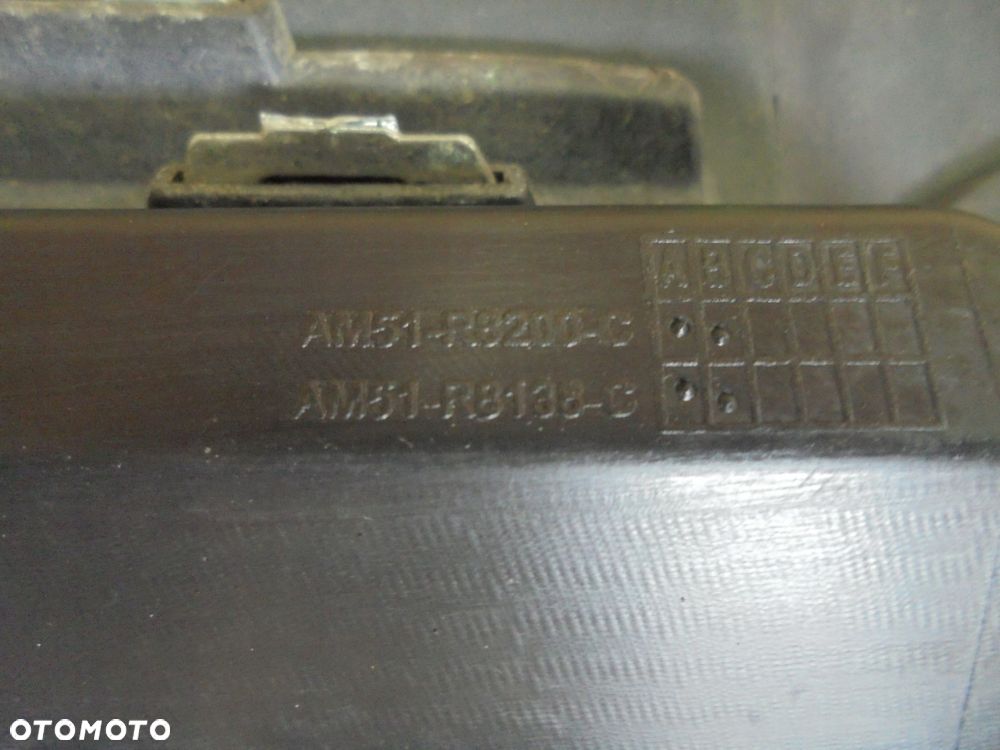 A B C D E F
AM51-R8200-C
AM51-R8138-C
OTOMOTO